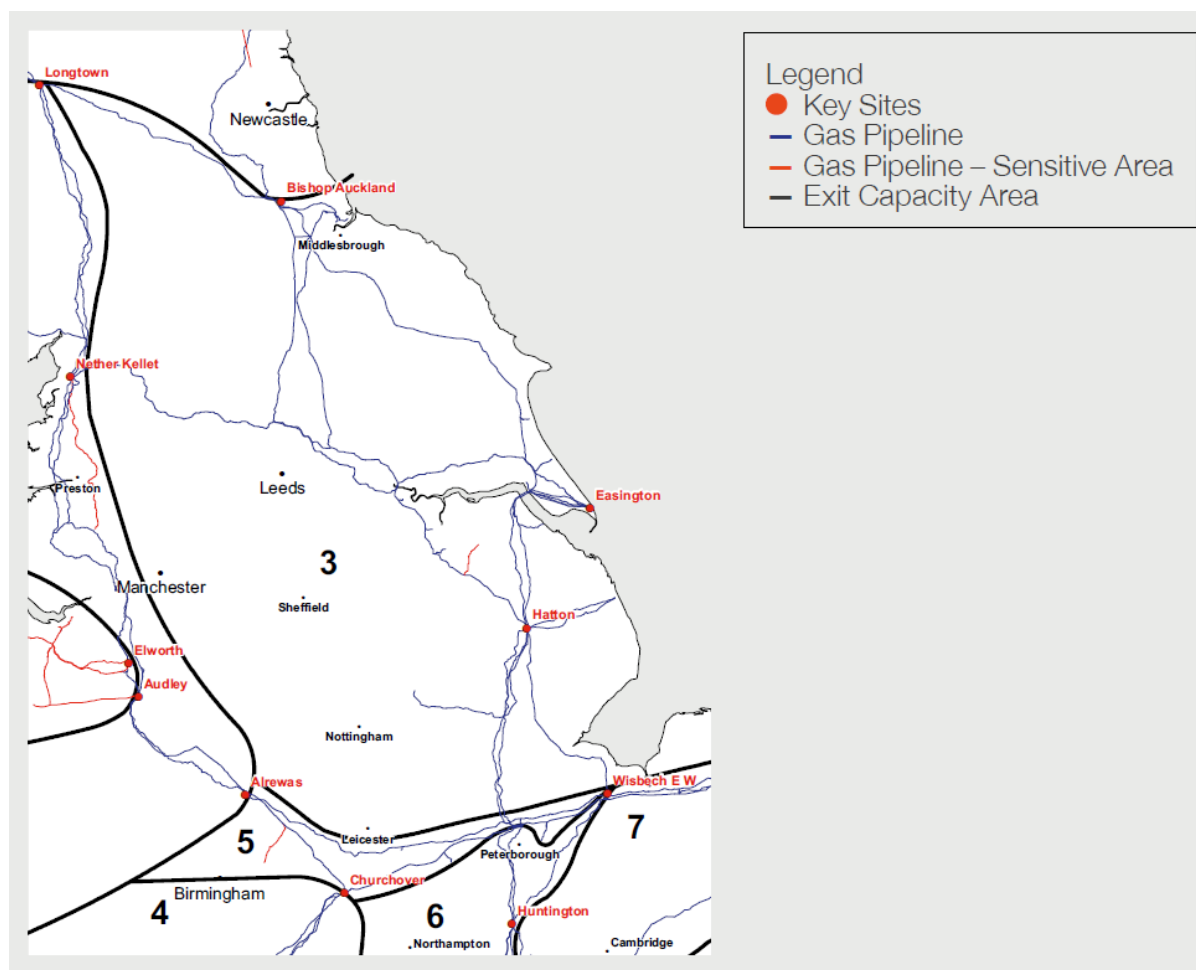 Longtown
Newcastle
Bishop Auckland
Middlesbrough
Nether Kellet
Preston
Leeds
Easington
3
Manchester
Sheffield
Hatton
Elworth
Audley
Nottingham
Alrewas
Wisbech E W
5
Leicester
7
Peterborough
Churchover
Birmingham
4
6
Huntington
Northampton
Cambridge
Legend
Key Sites
Gas Pipeline
Gas Pipeline – Sensitive Area
Exit Capacity Area